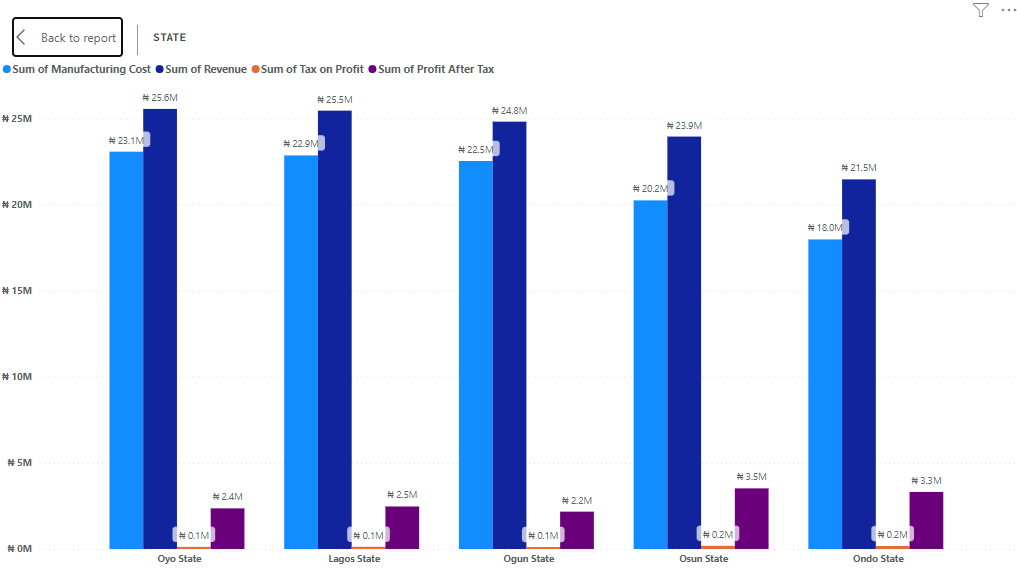 Back to report
STATE
Sum of Manufacturing Cost Sum of Revenue Sum of Tax on Profit Sum of Profit After Tax
₦ 25M
₦ 20M
₦ 15M
₦ 10M
₦ 5M
₦ 0M
₦ 23.1M
₦ 25.6M
₦ 0.1M
₦ 2.4M
₦ 22.9M
₦ 25.5M
₦ 0.1M
₦ 2.5M
₦ 22.5M
₦ 24.8M
₦ 0.1M
₦ 2.2M
₦ 20.2M
₦ 23.9M
₦ 0.2M
₦ 3.5M
₦ 18.0M
₦ 21.5M
₦ 0.2M
₦ 3.3M
Oyo State Lagos State Ogun State Osun State Ondo State